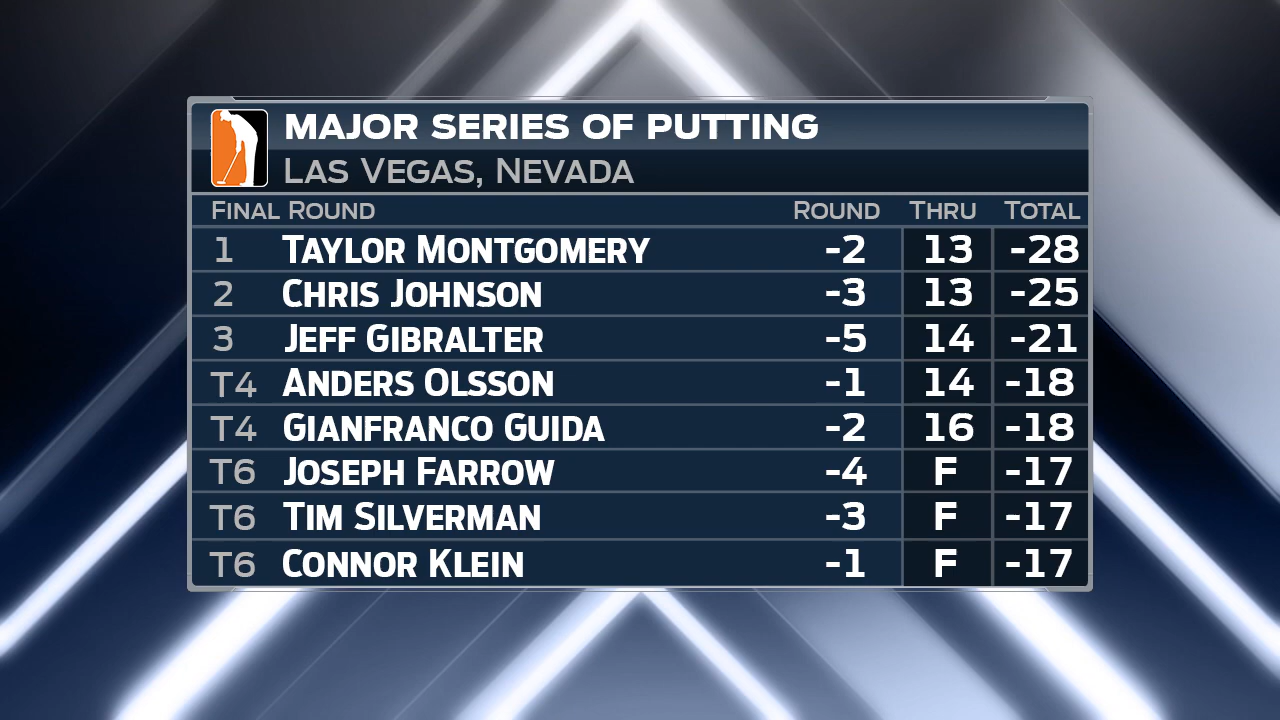 MAJOR SERIES OF PUTTING
LAS VEGAS, NEVADA
FINAL ROUND ROUND THRU TOTAL
1 TAYLOR MONTGOMERY -2 13 -28
2 CHRIS JOHNSON -3 13 -25
3 JEFF GIBRALTER -5 14 -21
T4 ANDERS OLSSON -1 14 -18
T4 GIANFRANCO GUIDA -2 16 -18
T6 JOSEPH FARROW -4 F -17
T6 TIM SILVERMAN -3 F -17
T6 CONNOR KLEIN -1 F -17